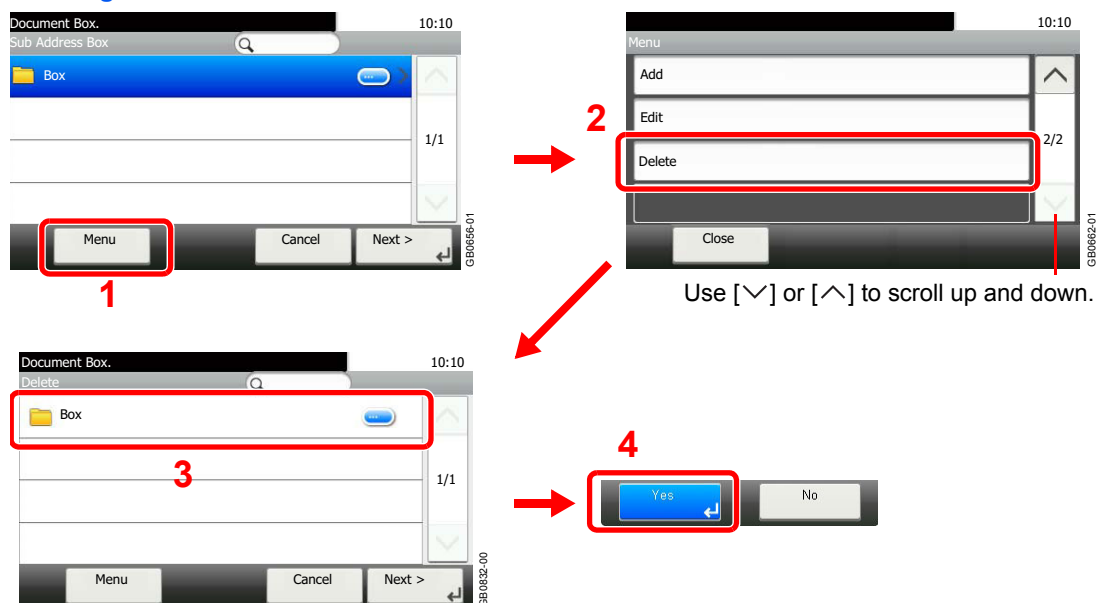 Document Box.
10:10
Sub Address Box
Box
1/1
Menu
Cancel
Next >
GB0656-01
1
10:10
Menu
Add
Edit
2
2/2
Delete
Close
GB0662-01
Use [∨] or [∧] to scroll up and down.
Document Box.
10:10
Delete
Box
3
1/1
Menu
Cancel
Next >
GB0832-00
4
Yes
No